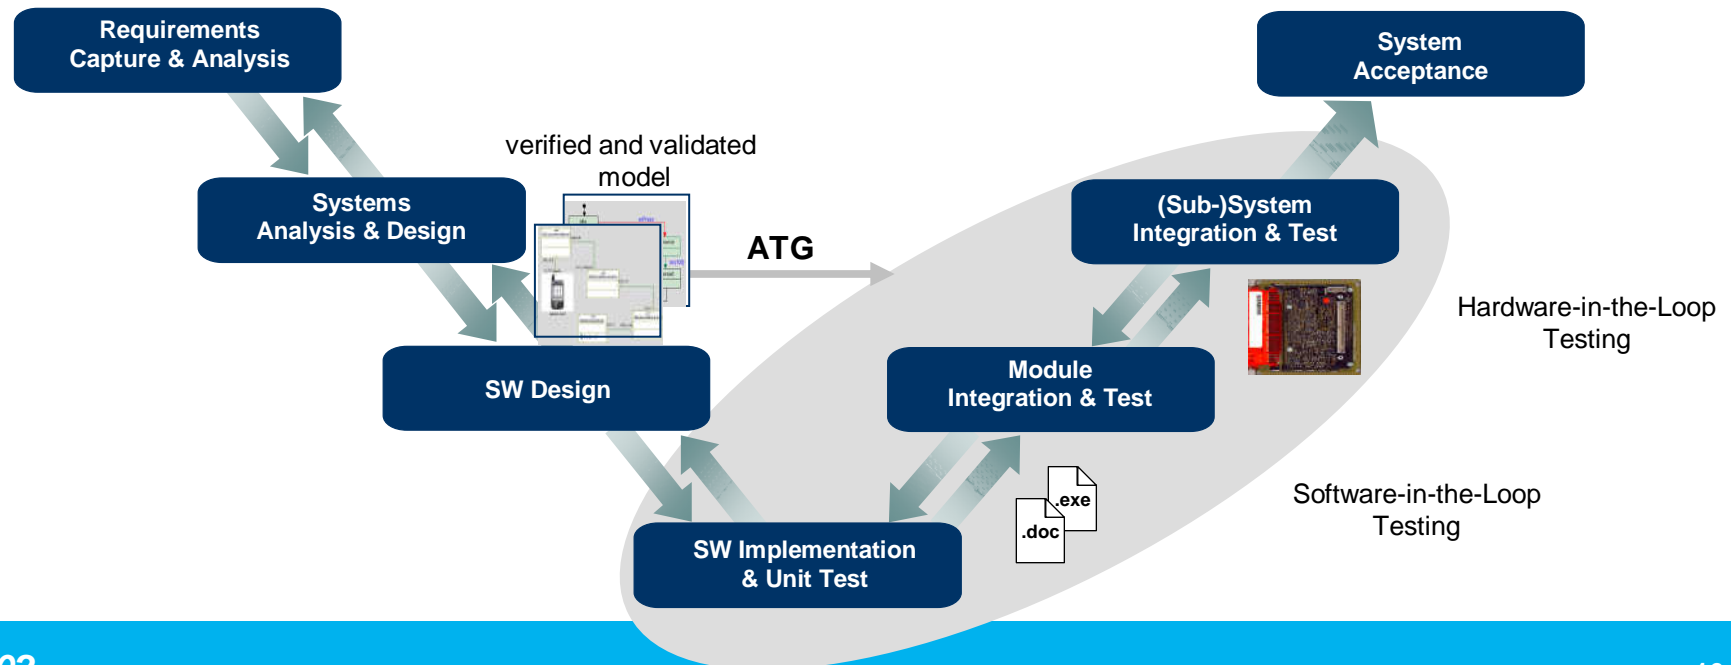 Requirements
Capture & Analysis
System
Acceptance
verified and validated
model
Systems
Analysis & Design
ATG
(Sub-)System
Integration & Test
Hardware-in-the-Loop
Testing
SW Design
Module
Integration & Test
.exe
.doc
Software-in-the-Loop
Testing
SW Implementation
& Unit Test